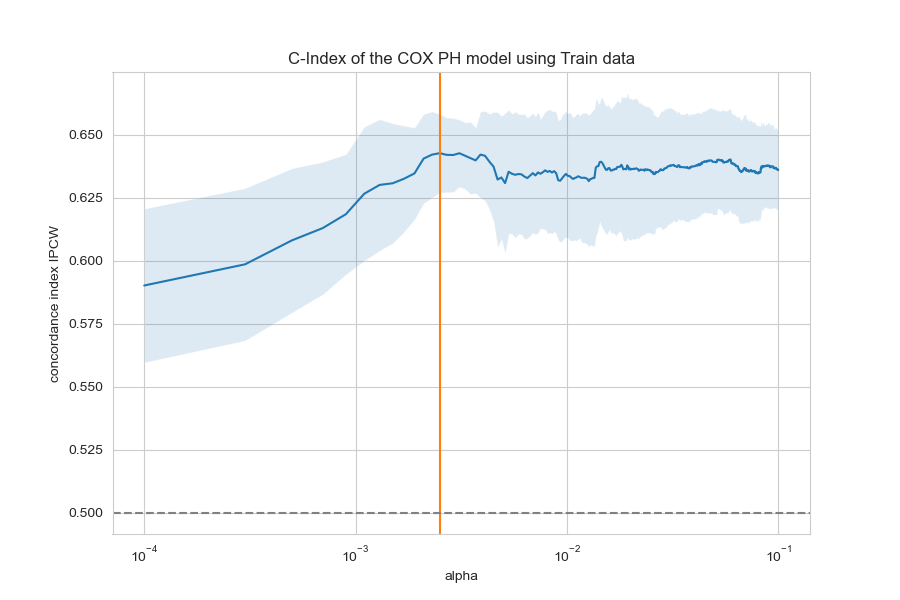 C-Index of the COX PH model using Train data
concordance index IPCW
0.650
0.625
0.600
0.575
0.550
0.525
0.500
10⁻⁴ 10⁻³ 10⁻² 10⁻¹
alpha